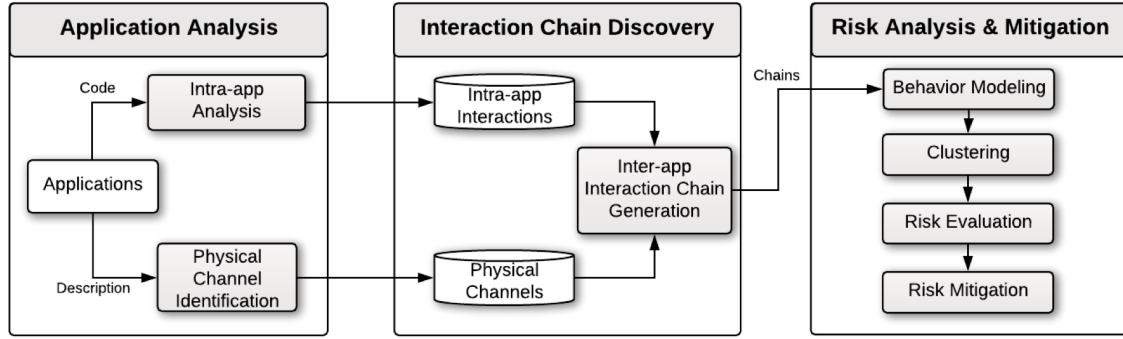 Application Analysis
Code
Intra-app
Analysis
Applications
Description
Physical
Channel
Identification
Interaction Chain Discovery
Intra-app
Interactions
Inter-app
Interaction Chain
Generation
Physical
Channels
Chains
Risk Analysis & Mitigation
Behavior Modeling
Clustering
Risk Evaluation
Risk Mitigation